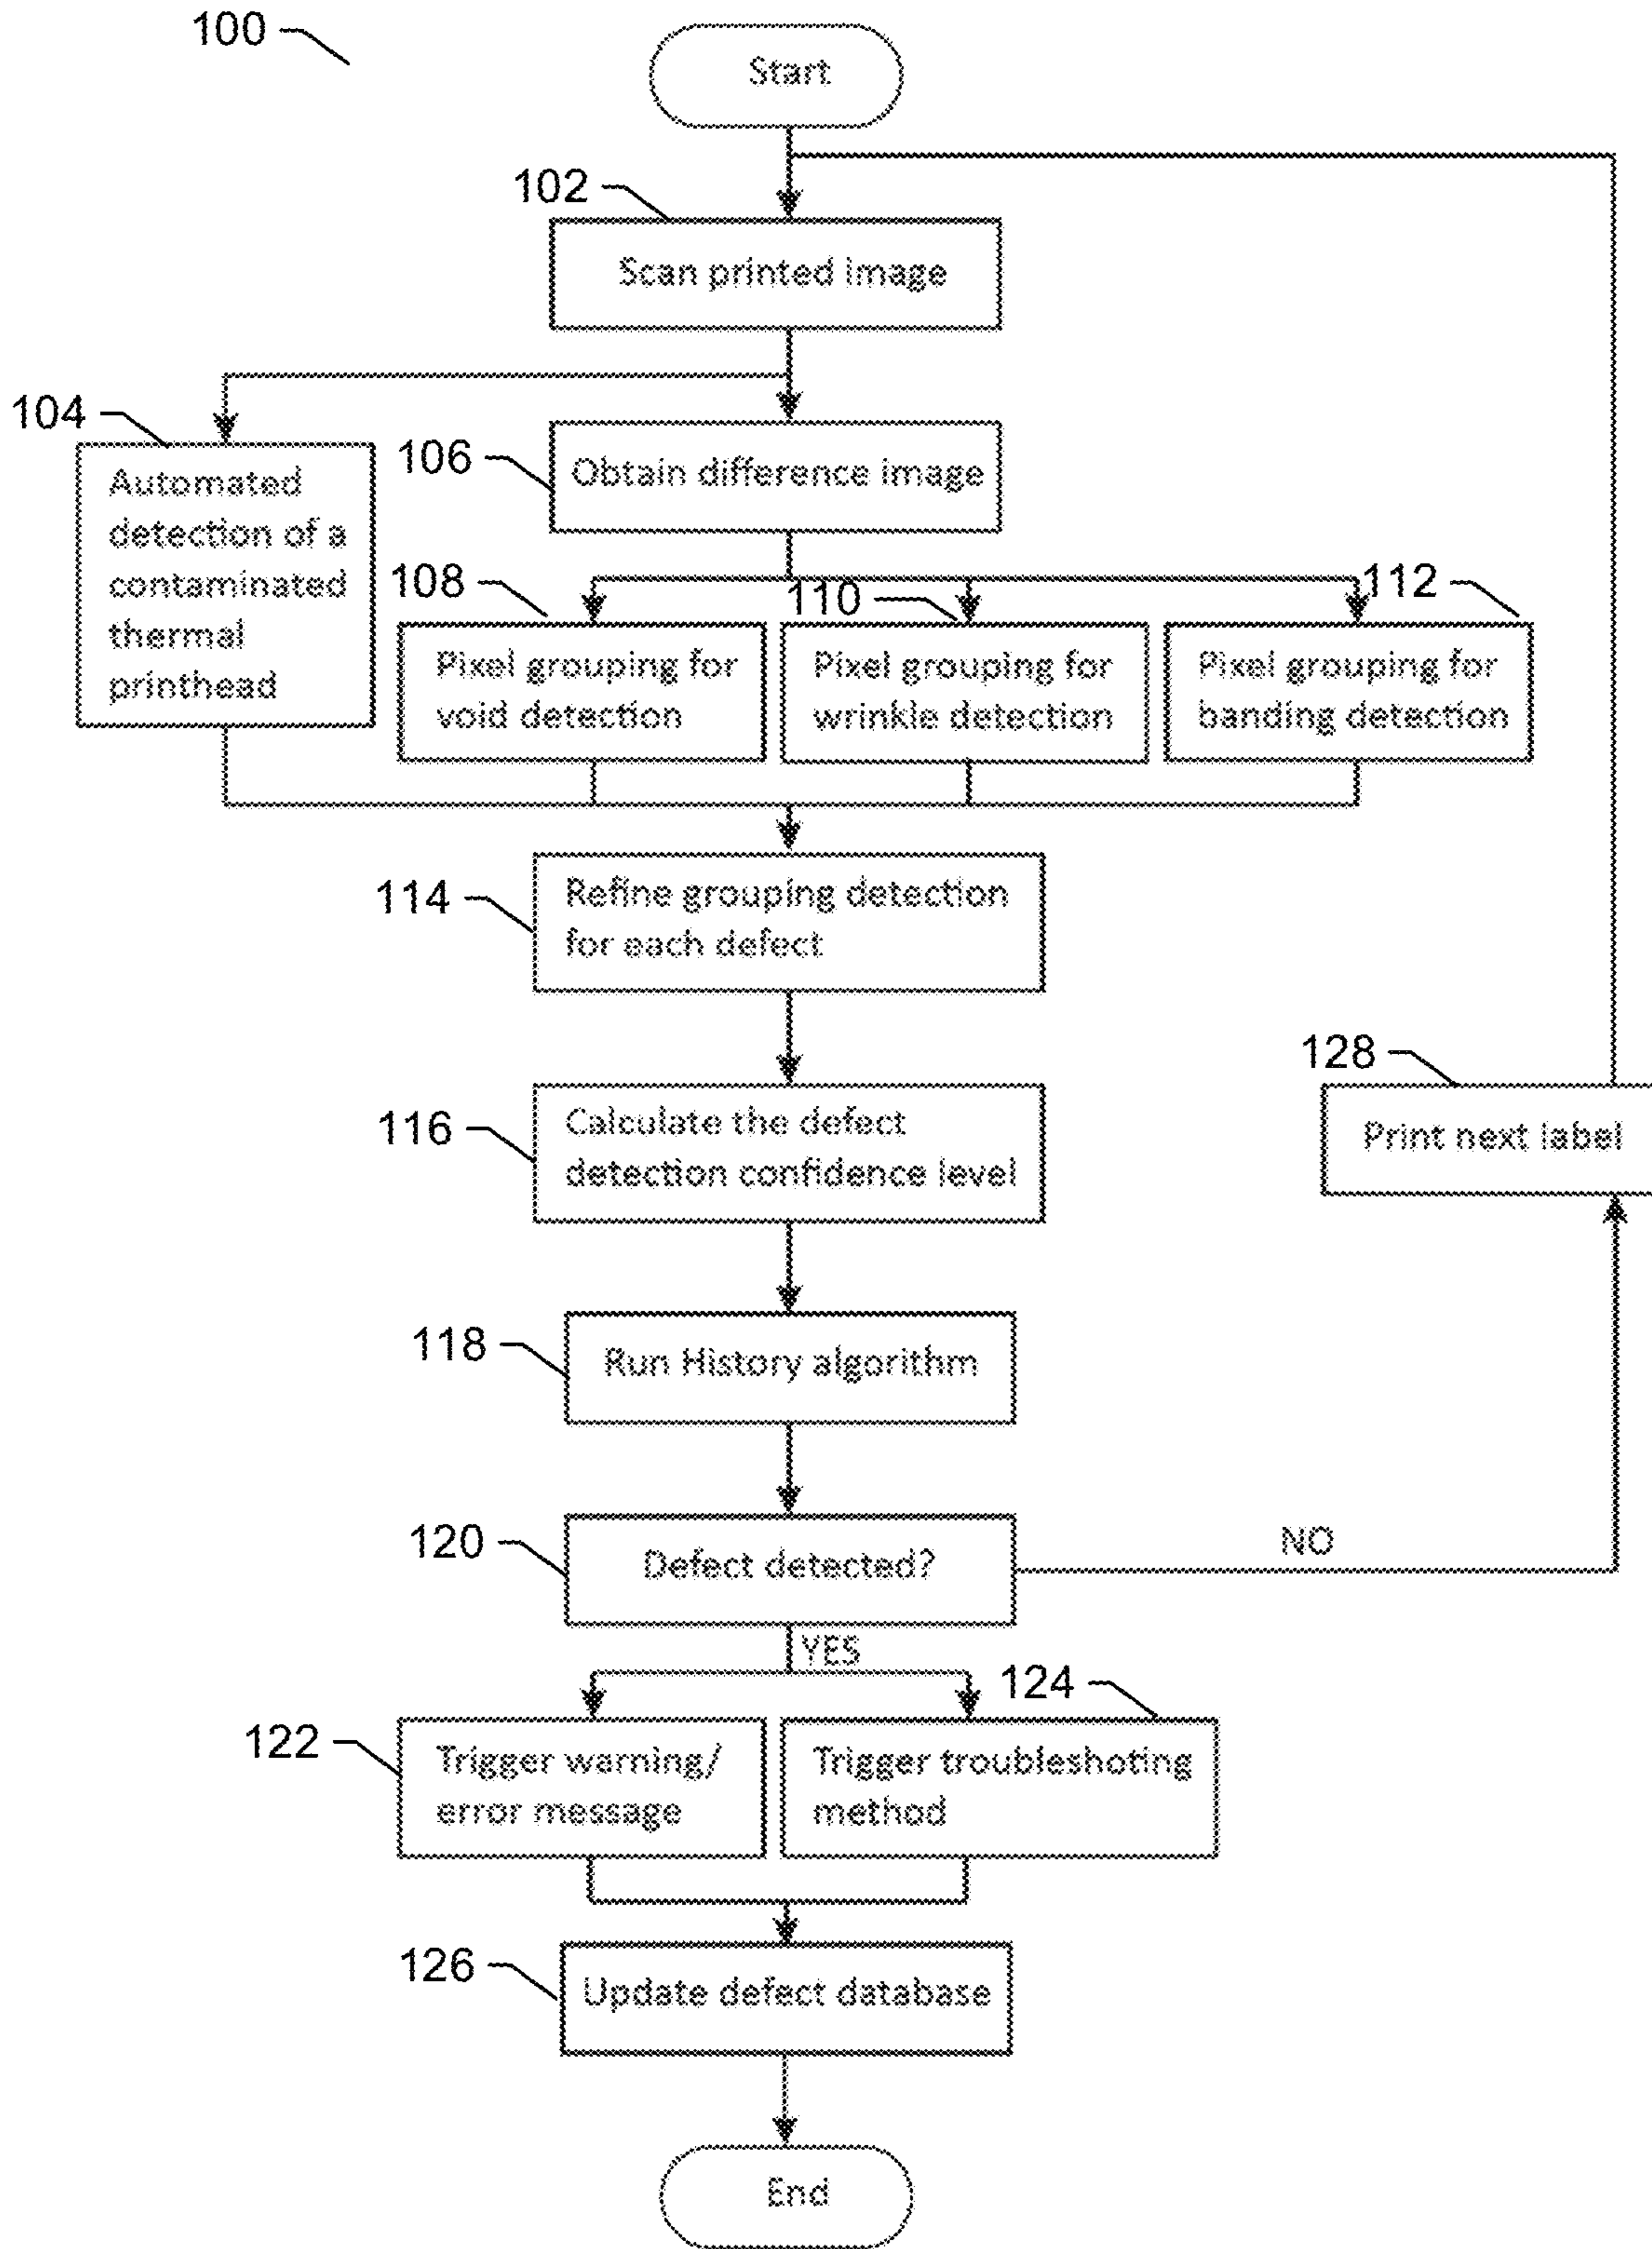 100
Start
102
Scan printed image
104
Automated
detection of a
contaminated
thermal
printhead
106
Obtain difference image
108
Pixel grouping for
void detection
110
Pixel grouping for
wrinkle detection
112
Pixel grouping for
banding detection
114
Refine grouping detection
for each defect
116
Calculate the defect
detection confidence level
128
Print next label
118
Run History algorithm
120
Defect detected?
NO
YES
122
Trigger warning/
error message
124
Trigger troubleshoting
method
126
Update defect database
End